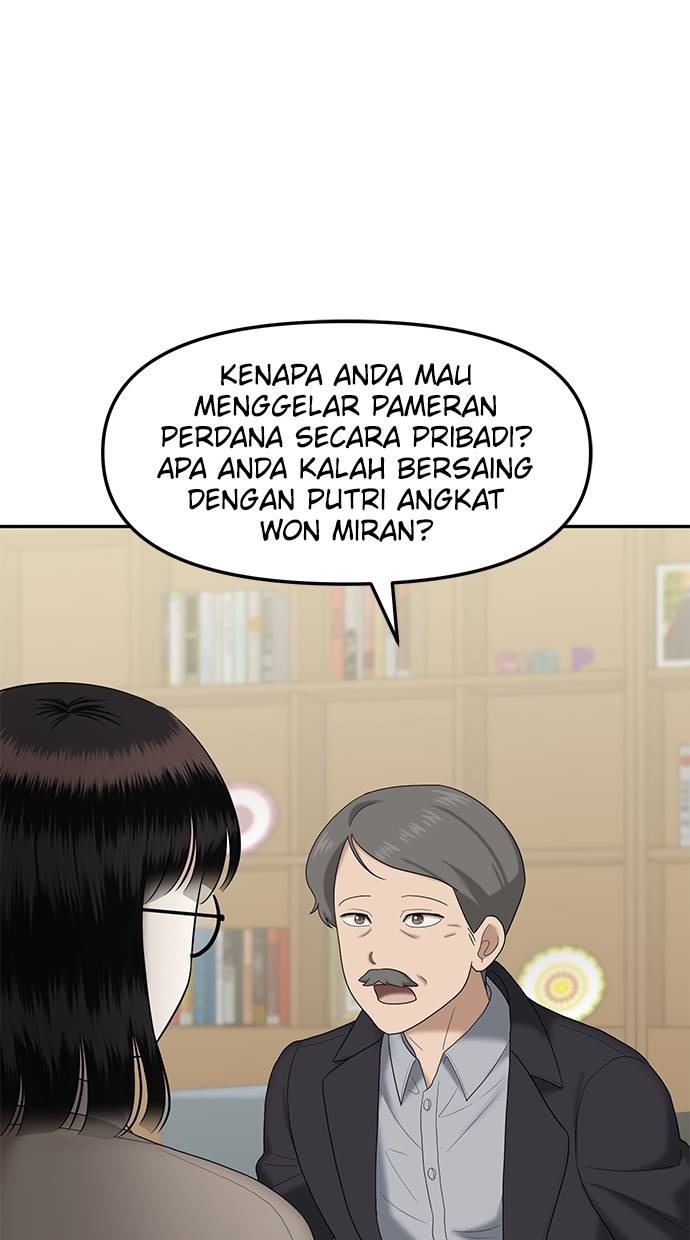 KENAPA ANDA MAU
MENGGELAR PAMERAN
PERDANA SECARA PRIBADI?
APA ANDA KALAH BERSAING
DENGAN PUTRI ANGKAT
WON MIRAN?